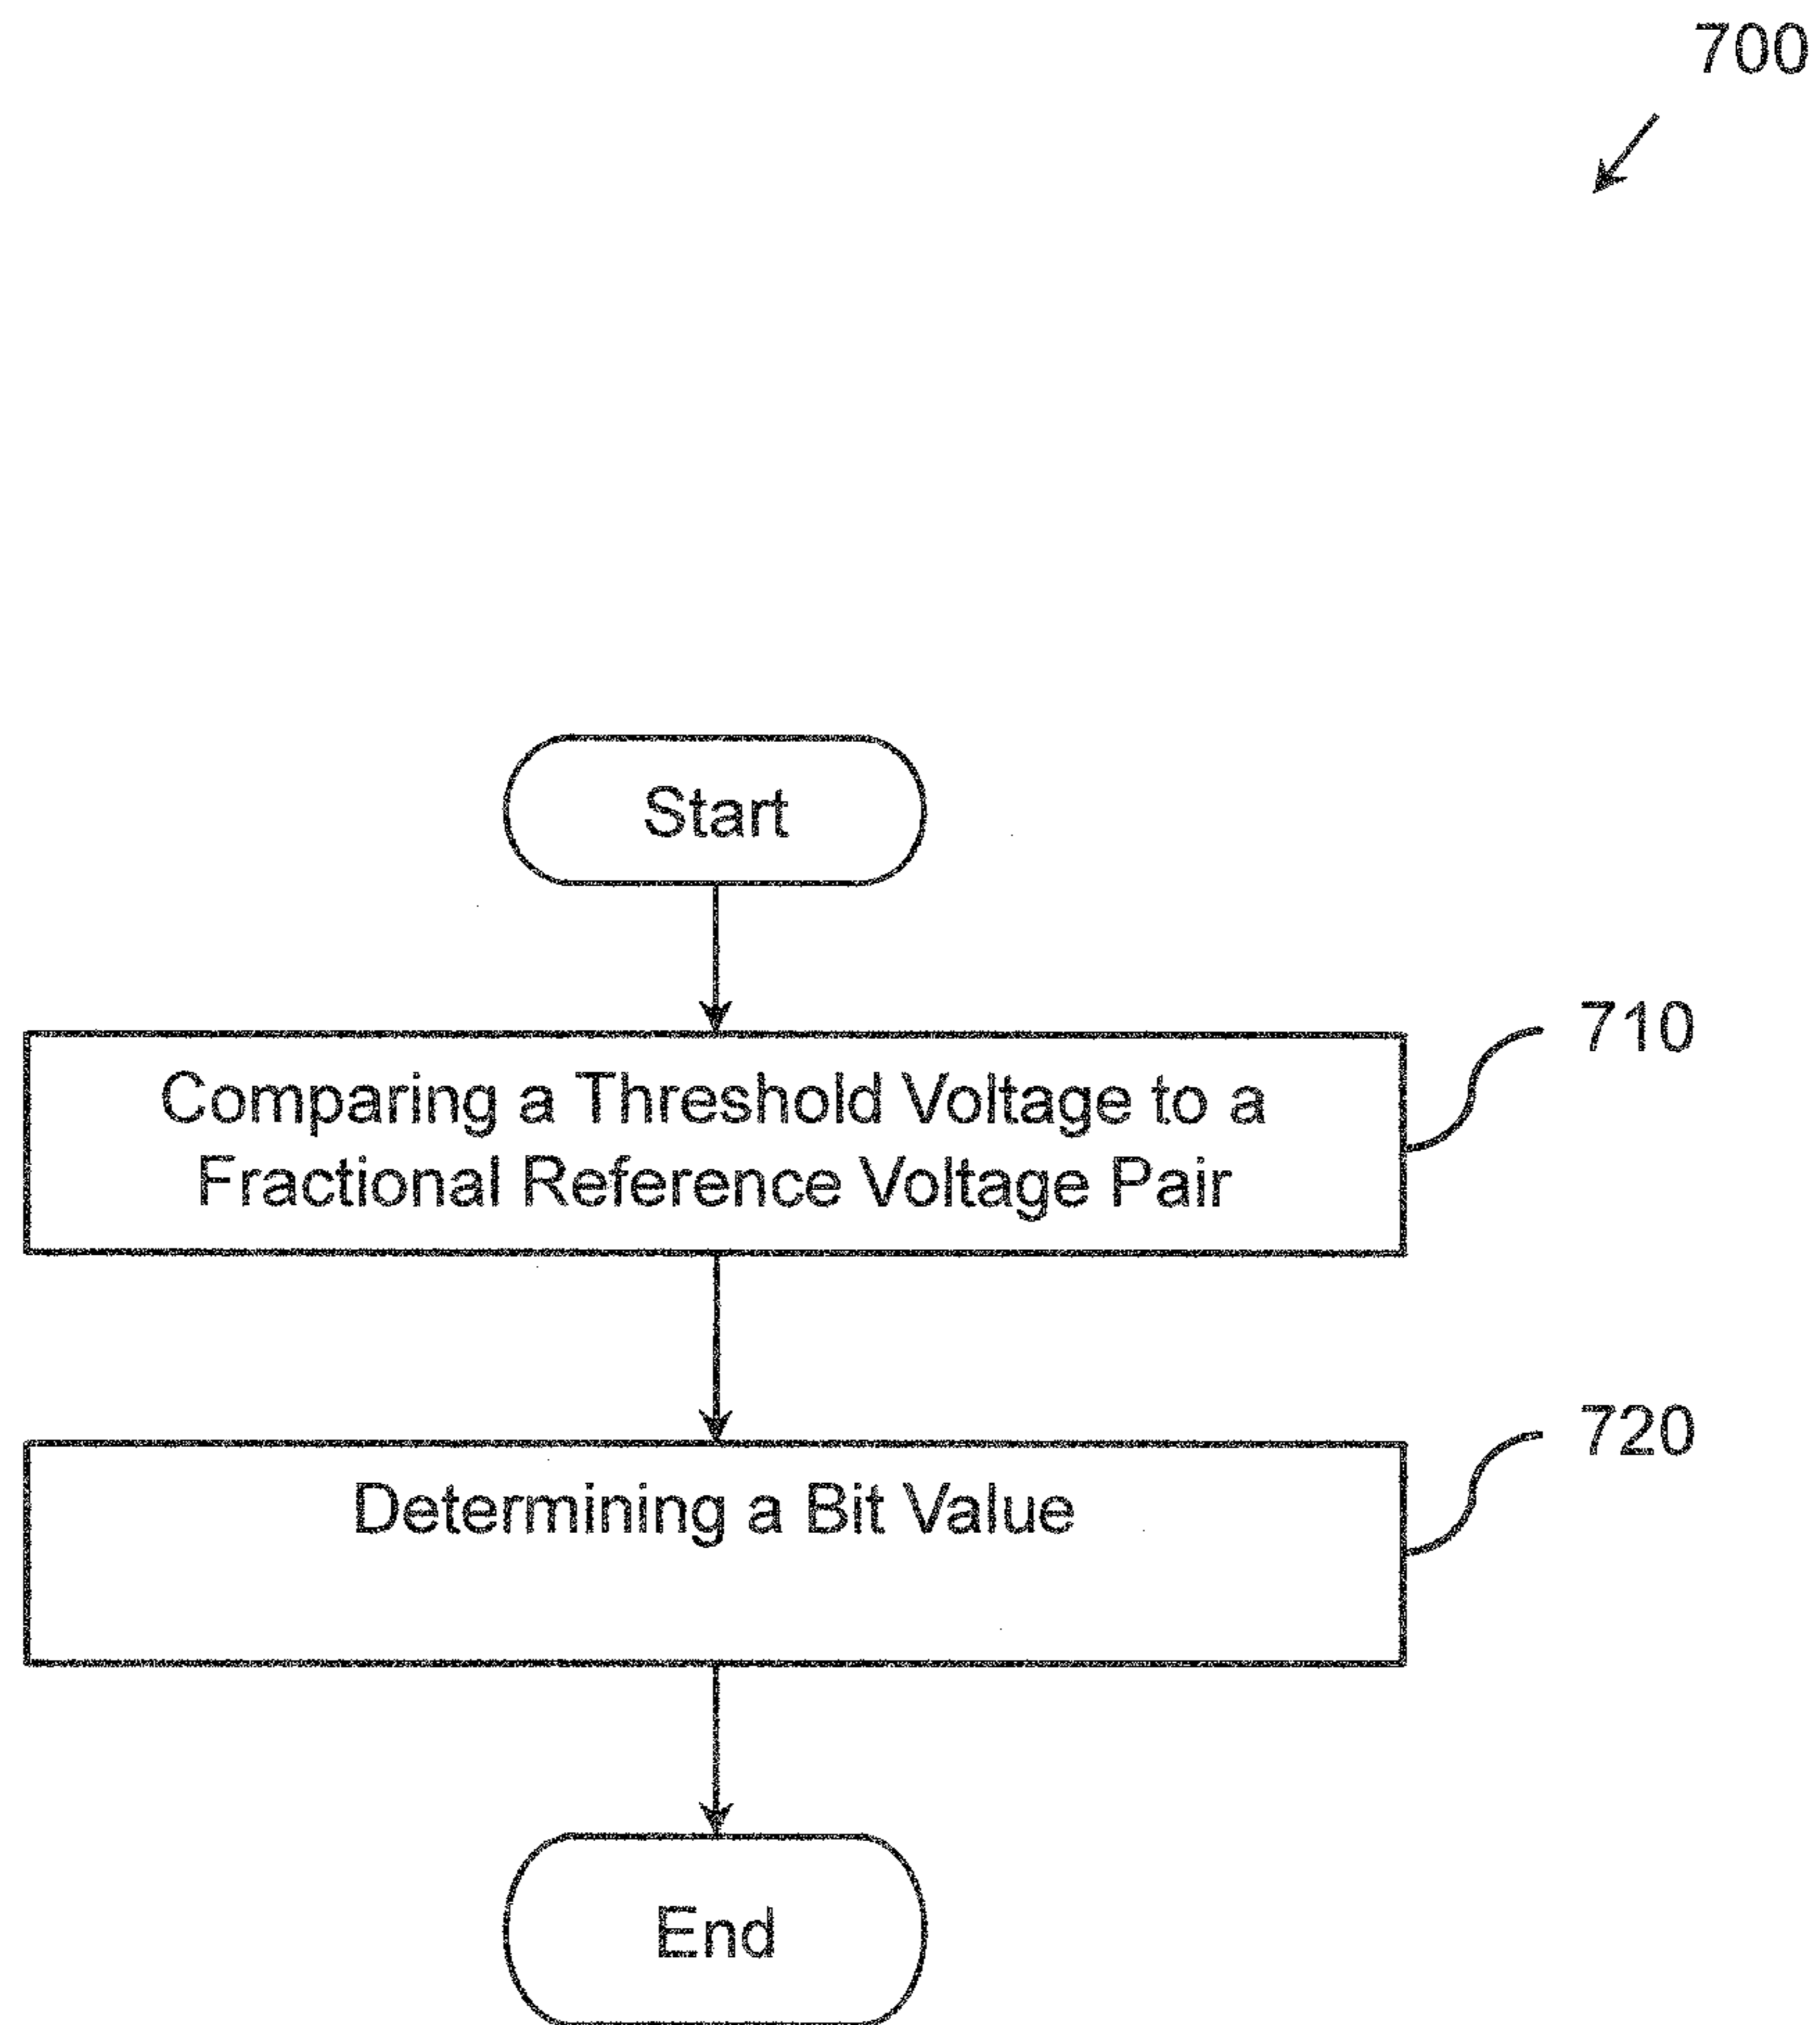 700
Start
Comparing a Threshold Voltage to a
Fractional Reference Voltage Pair
710
Determining a Bit Value
720
End